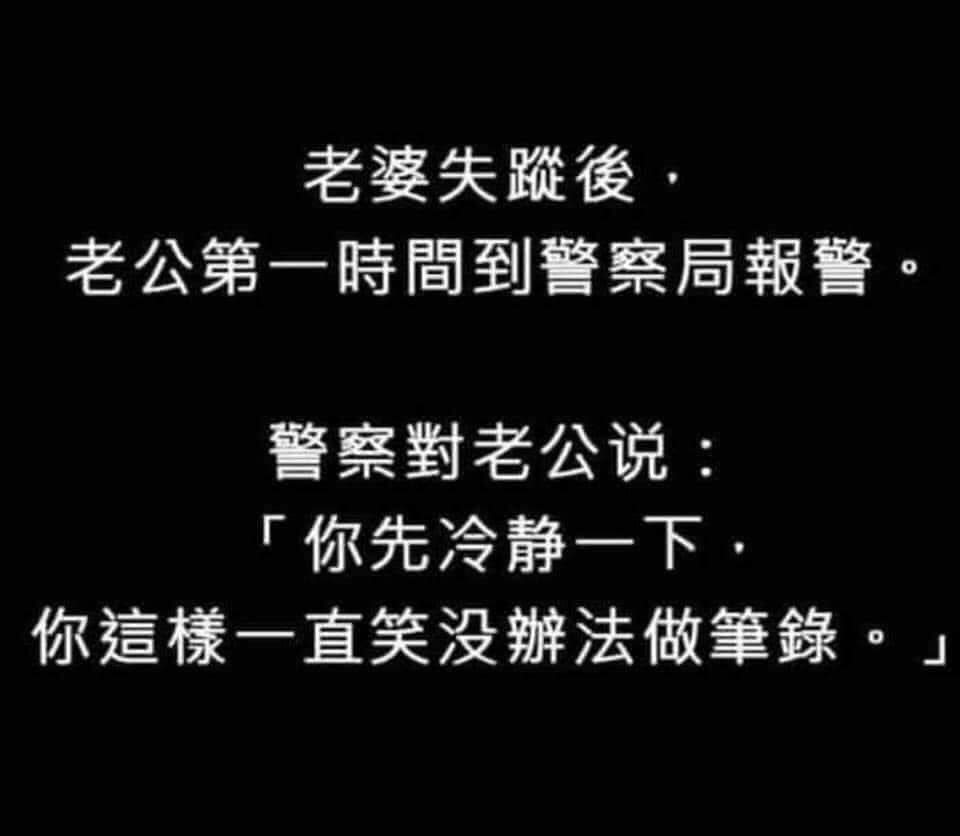 老婆失蹤後，
老公第一時間到警察局報警。
警察對老公说：
「你先冷静一下，
你這樣一直笑没辦法做筆錄。」